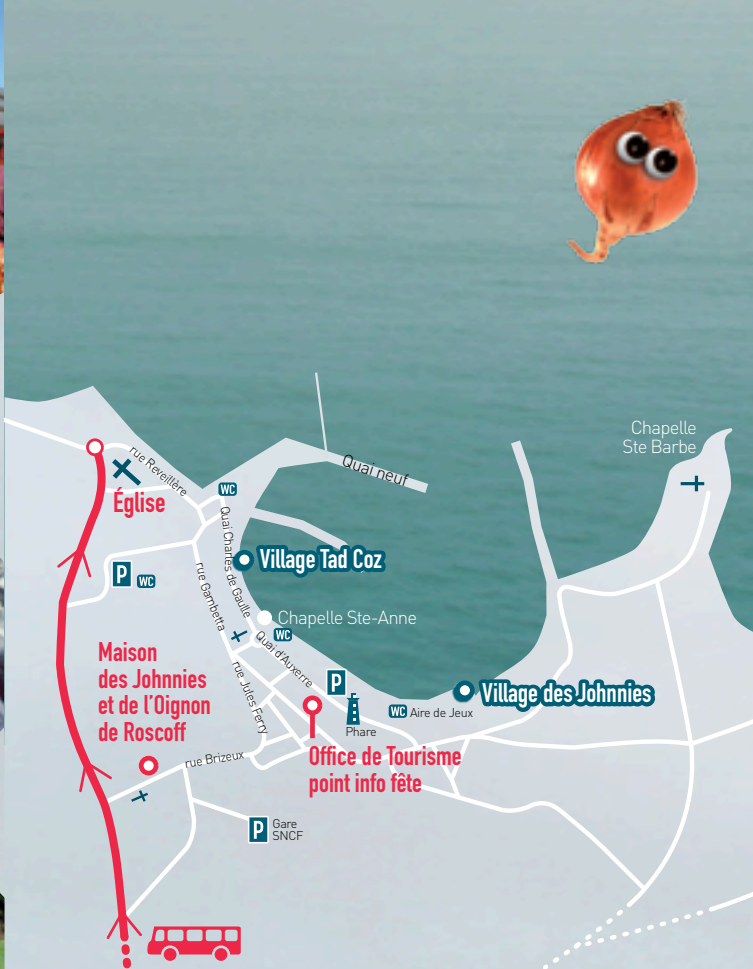 Chapelle
Ste Barbe
Quai neuf
rue Reveillère
Église
WC
Quai Charles de Gaulle
Village Tad Coz
P WC
rue Gambetta
Chapelle Ste-Anne
WC
Quai d'Auxerre
Maison
des Johnnies
et de l'Oignon
de Roscoff
rue Jules Ferry
P
Village des Johnnies
WC Aire de Jeux
Phare
Office de Tourisme
point info fête
rue Brizeux
P Gare
SNCF